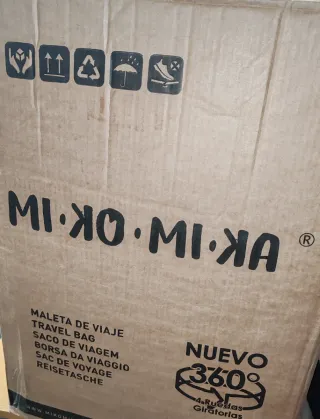 MI·KO·MI·KA ®
MALETA DE VIAJE
TRAVEL BAG
SACO DE VIAGEM
BORSA DA VIAGGIO
SAC DE VOYAGE
REISETASCHE
NUEVO
360º
4 Ruedas
Giratorias